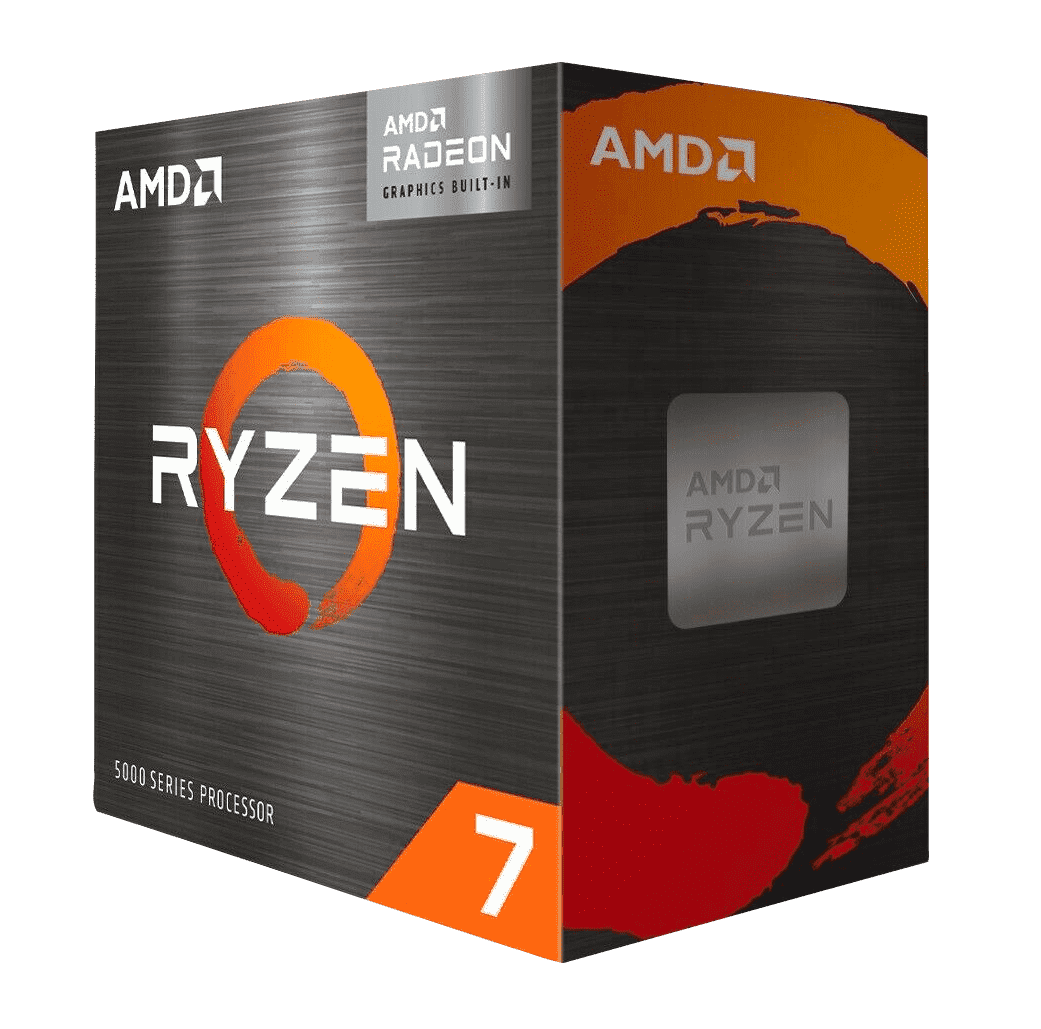 AMD
AMD
RADEON
GRAPHICS BUILT-IN
RYZEN
5000 SERIES PROCESSOR
7
AMD
AMD
RYZEN